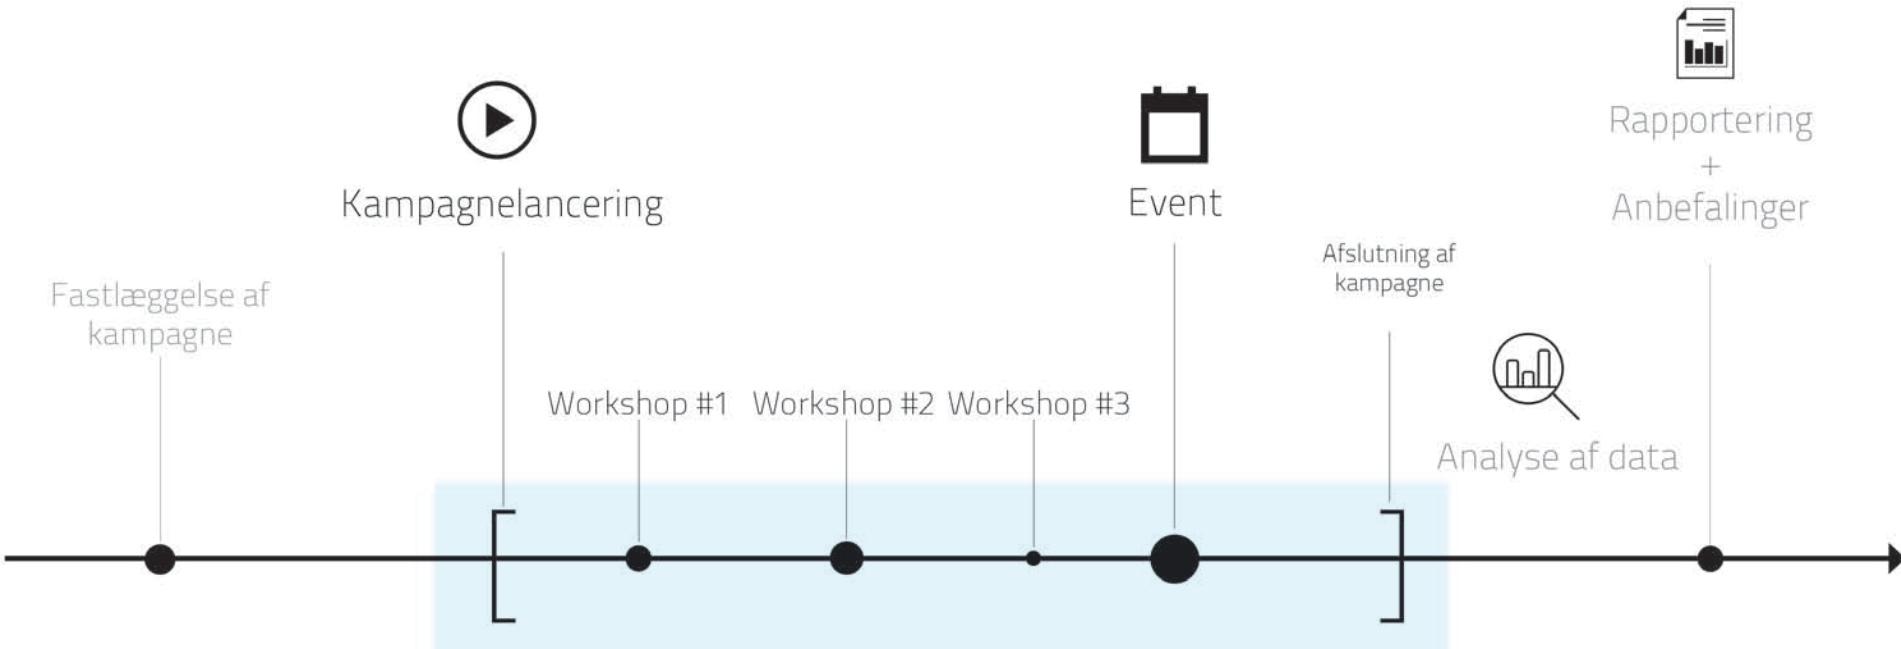 Fastlæggelse af
kampagne
Kampagnelancering
Workshop #1
Workshop #2
Workshop #3
Event
Afslutning af
kampagne
Analyse af data
Rapportering
+
Anbefalinger